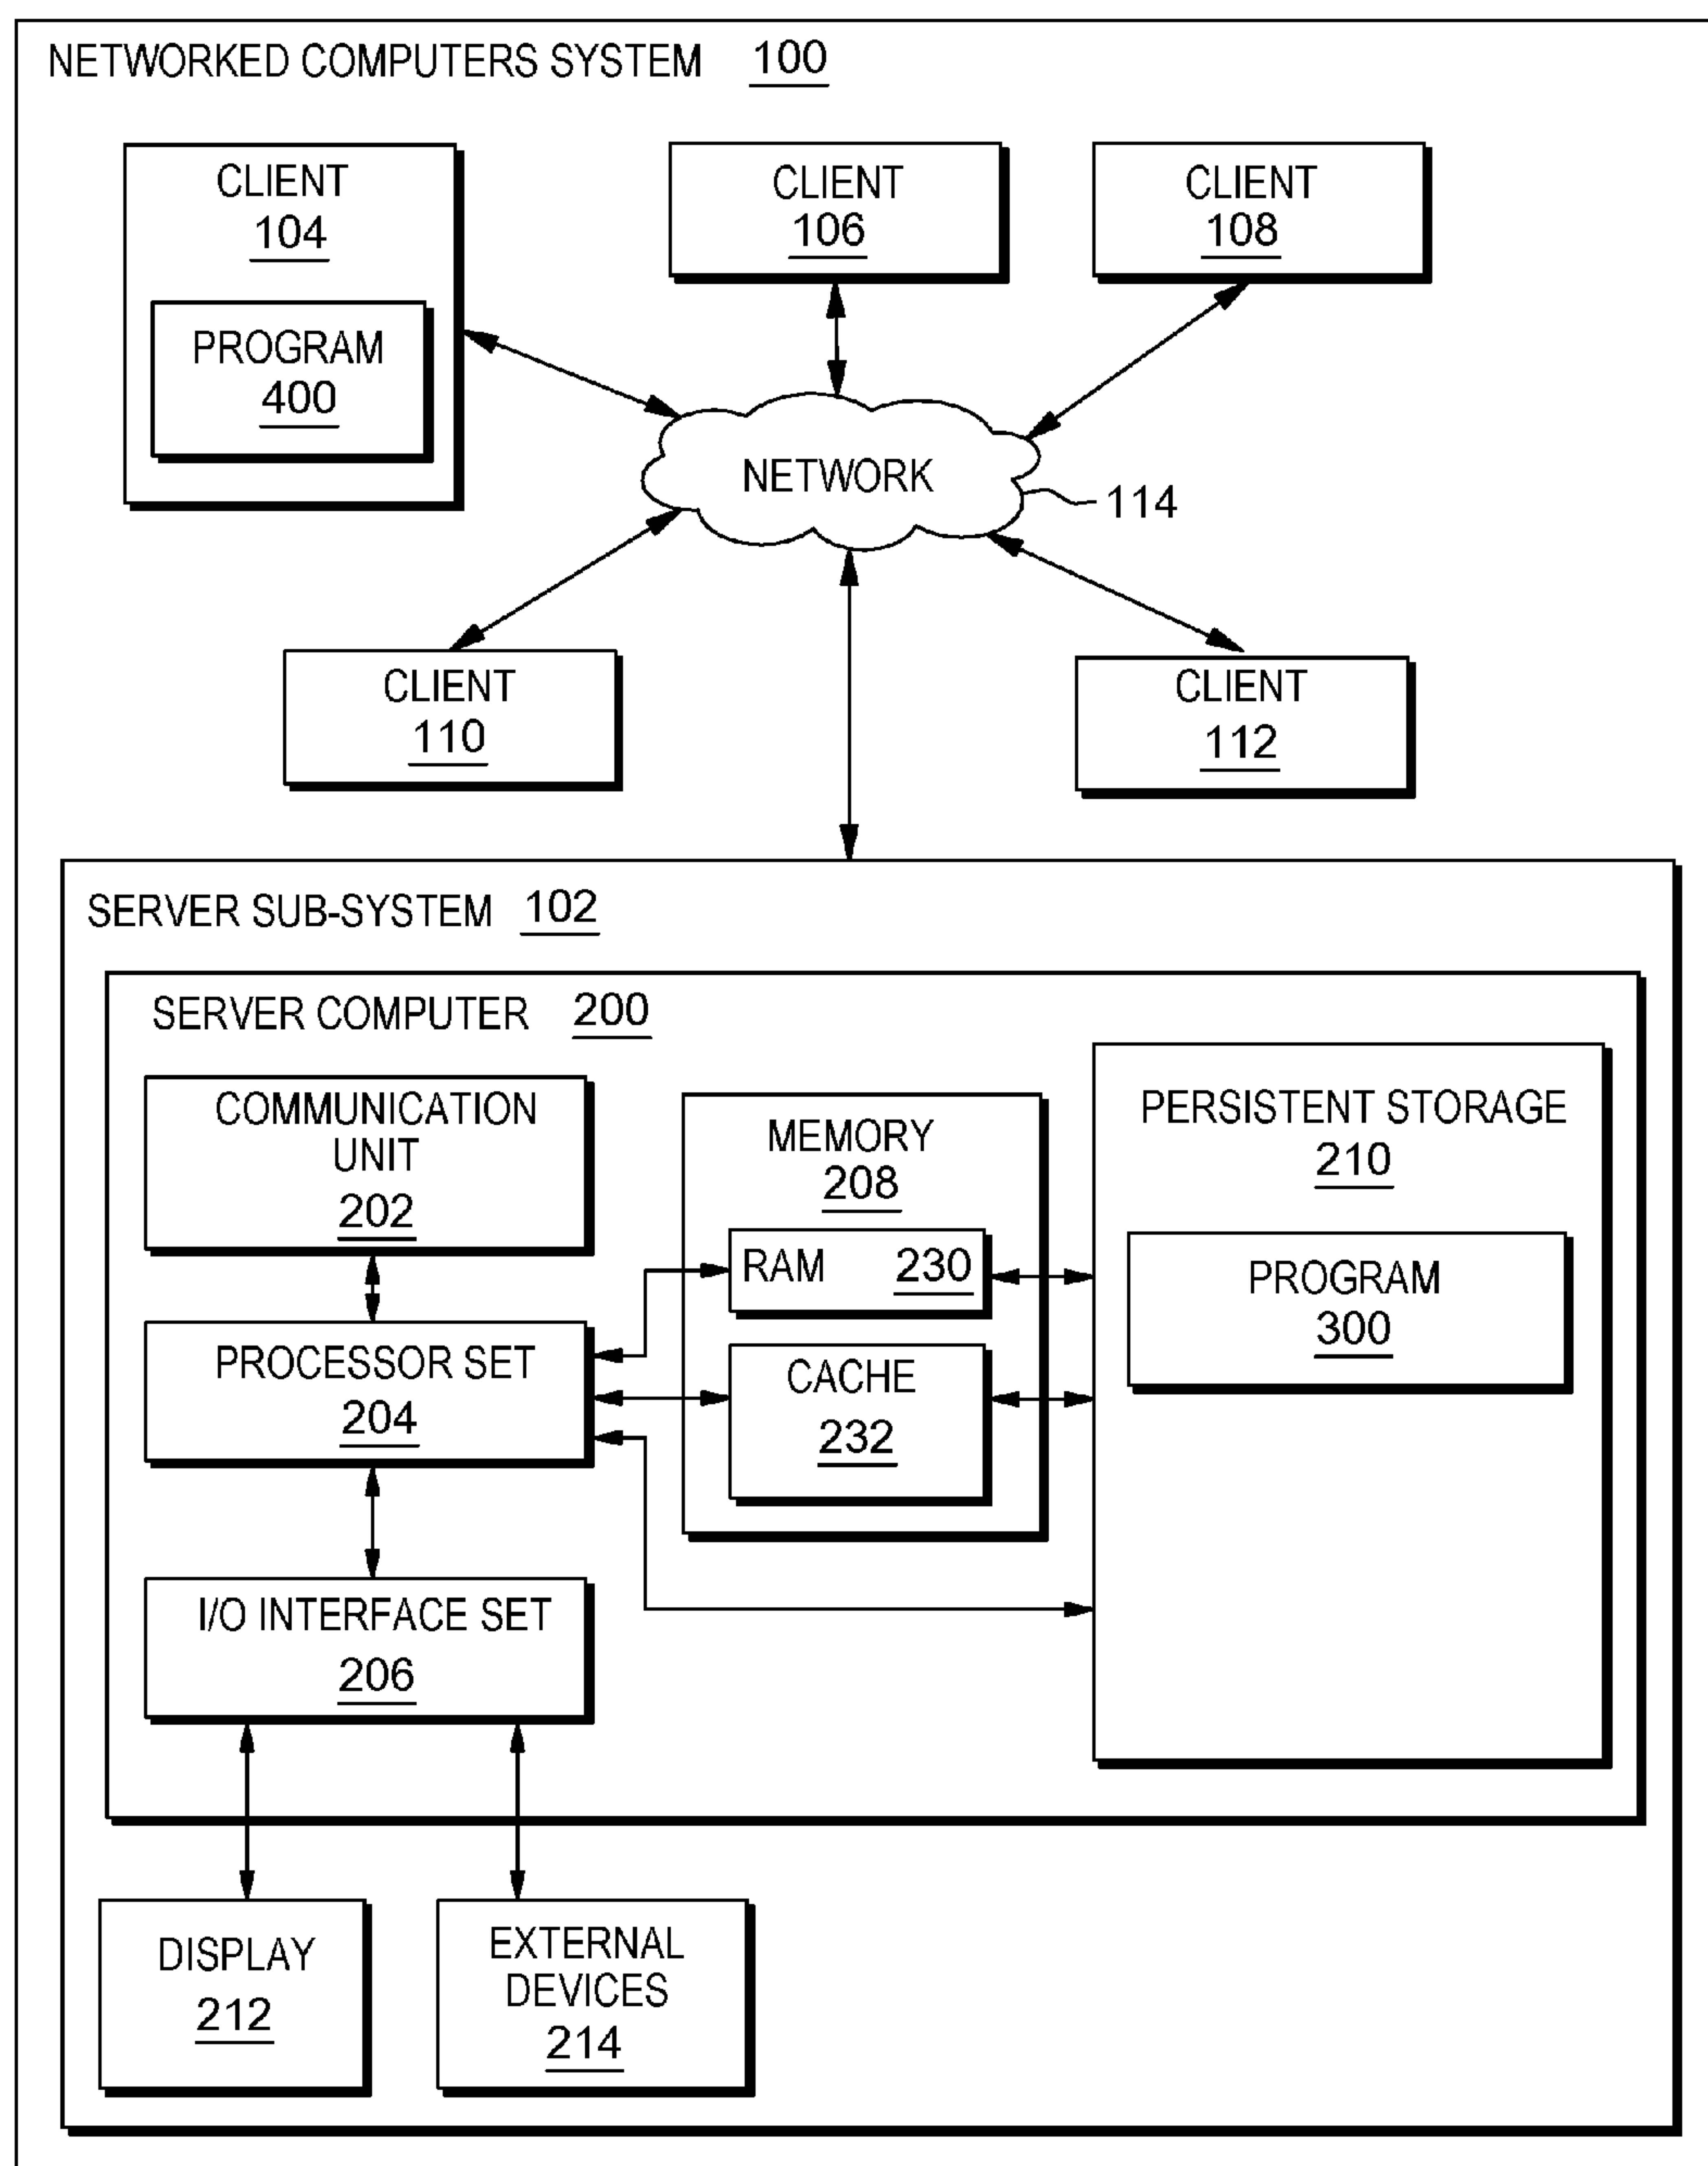 NETWORKED COMPUTERS SYSTEM 100
CLIENT
104
PROGRAM
400
CLIENT
106
CLIENT
108
NETWORK
114
CLIENT
110
CLIENT
112
SERVER SUB-SYSTEM 102
SERVER COMPUTER 200
COMMUNICATION
UNIT
202
PROCESSOR SET
204
I/O INTERFACE SET
206
MEMORY
208
RAM 230
CACHE
232
PERSISTENT STORAGE
210
PROGRAM
300
DISPLAY
212
EXTERNAL
DEVICES
214